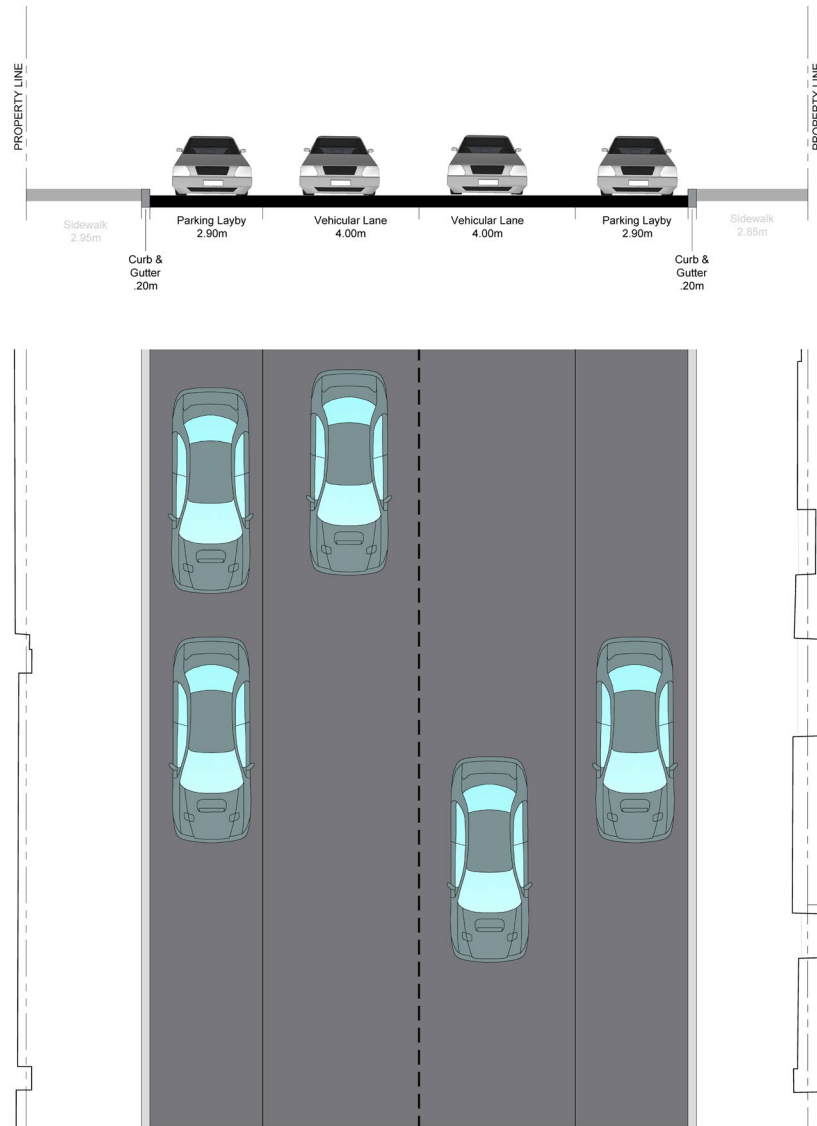 PROPERTY LINE
PROPERTY LINE
Sidewalk
2.95m
Parking Layby
2.90m
Vehicular Lane
4.00m
Vehicular Lane
4.00m
Parking Layby
2.90m
Sidewalk
2.85m
Curb &
Gutter
.20m
Curb &
Gutter
.20m